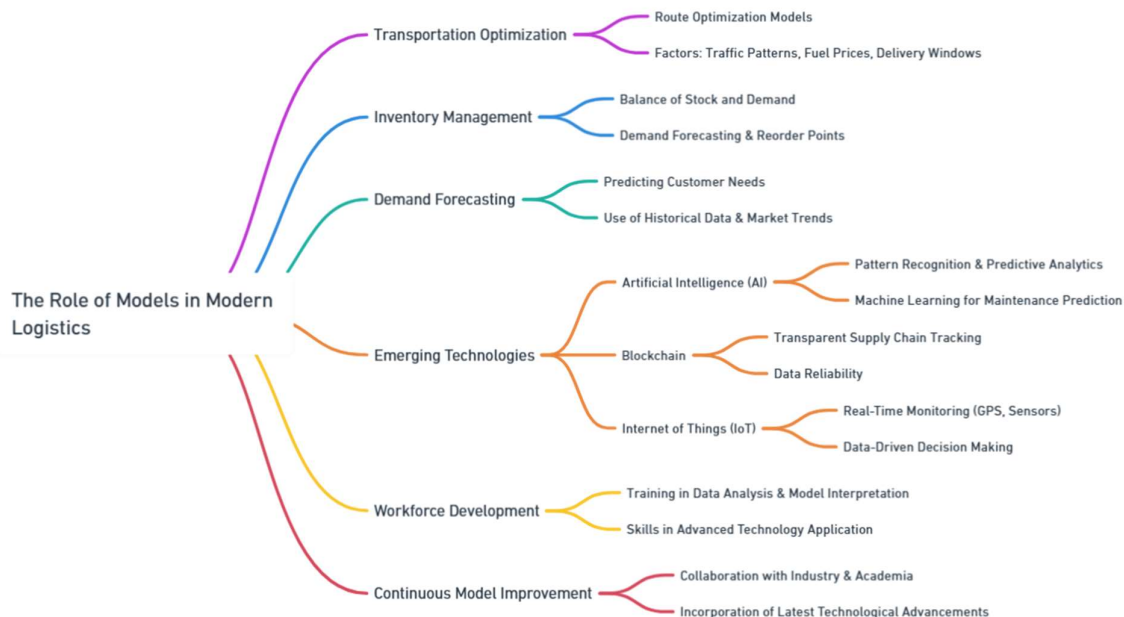 Transportation Optimization
Route Optimization Models
Factors: Traffic Patterns, Fuel Prices, Delivery Windows
Inventory Management
Balance of Stock and Demand
Demand Forecasting & Reorder Points
Demand Forecasting
Predicting Customer Needs
Use of Historical Data & Market Trends
The Role of Models in Modern
Logistics
Emerging Technologies
Artificial Intelligence (AI)
Pattern Recognition & Predictive Analytics
Machine Learning for Maintenance Prediction
Blockchain
Transparent Supply Chain Tracking
Data Reliability
Internet of Things (IoT)
Real-Time Monitoring (GPS, Sensors)
Data-Driven Decision Making
Workforce Development
Training in Data Analysis & Model Interpretation
Skills in Advanced Technology Application
Continuous Model Improvement
Collaboration with Industry & Academia
Incorporation of Latest Technological Advancements